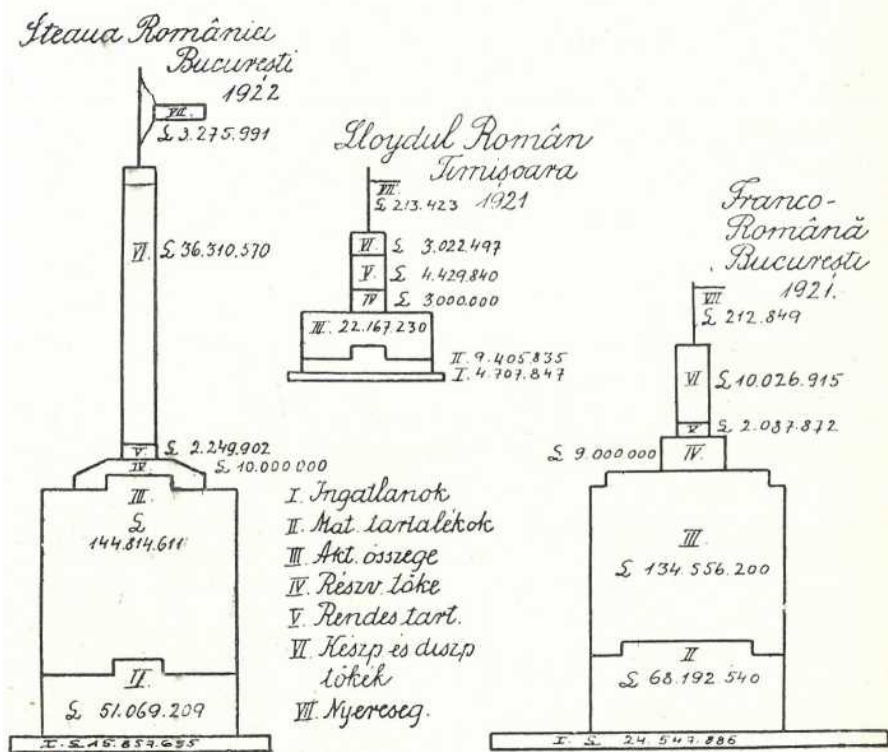 Steaua Română
București
1922
VII.
£ 3.275.991
VI. £ 36.310.570
V. £ 2.249.902
IV. £ 10.000.000
III.
£
144.814.611
II.
£ 51.069.209
I. £ 15.857.695
Lloydul Român
Timișoara
1921
VII.
£ 213.423
VI. £ 3.022.497
V. £ 4.429.840
IV £ 3000.000
III. 22.167.230
II. 9.405.835
I. 4.707.847
I. Ingatlanok
II. Mat. tartalékok
III Akt. összege
IV Részv. tőke
V Rendes tart.
VI Készp és diszp
tőkék
VII. Nyereség.
Franco-
Română
București
1921.
VII
£ 212.849
VI £ 10.026.915
V £ 2.087.872
£ 9.000.000 IV.
III.
£ 134.556.200
II
£ 68.192.540
I. £ 24.547.886